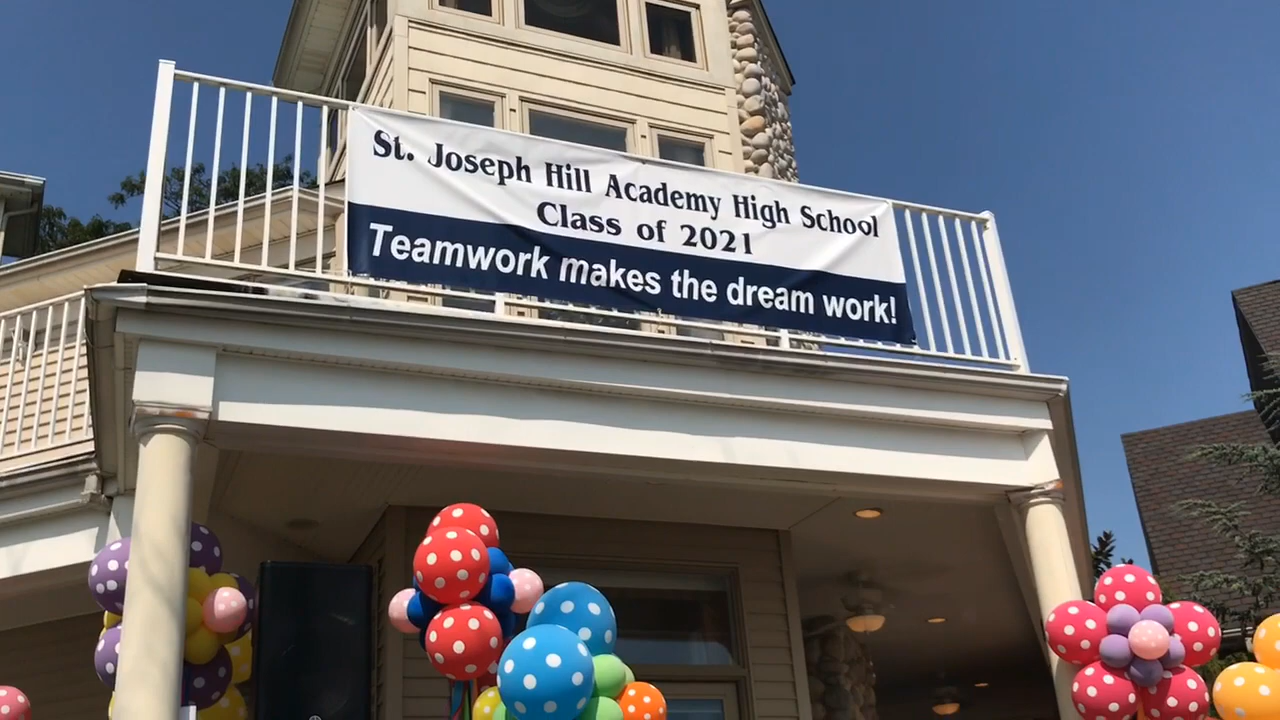 St. Joseph Hill Academy High School
Class of 2021
Teamwork makes the dream work!